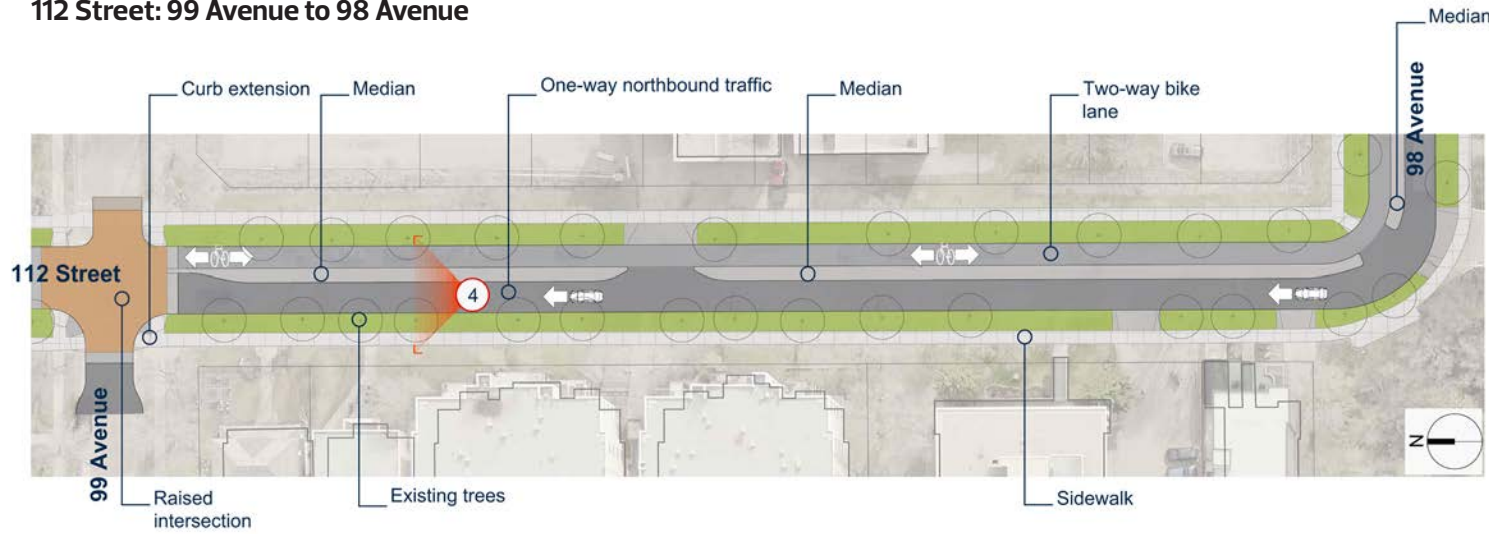 112 Street: 99 Avenue to 98 Avenue
Median
Curb extension
Median
One-way northbound traffic
Median
Two-way bike
lane
98 Avenue
112 Street
4
99 Avenue
N
Raised
intersection
Existing trees
Sidewalk